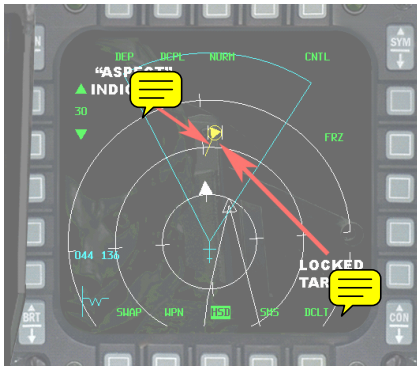 DEP DCPL NORM CNTL
SYM
"ASPECT"
INDIC
30
FRZ
044 136
LOCKED
TAR
BRT
SWAP WPN HSD SMS DCLT
CON